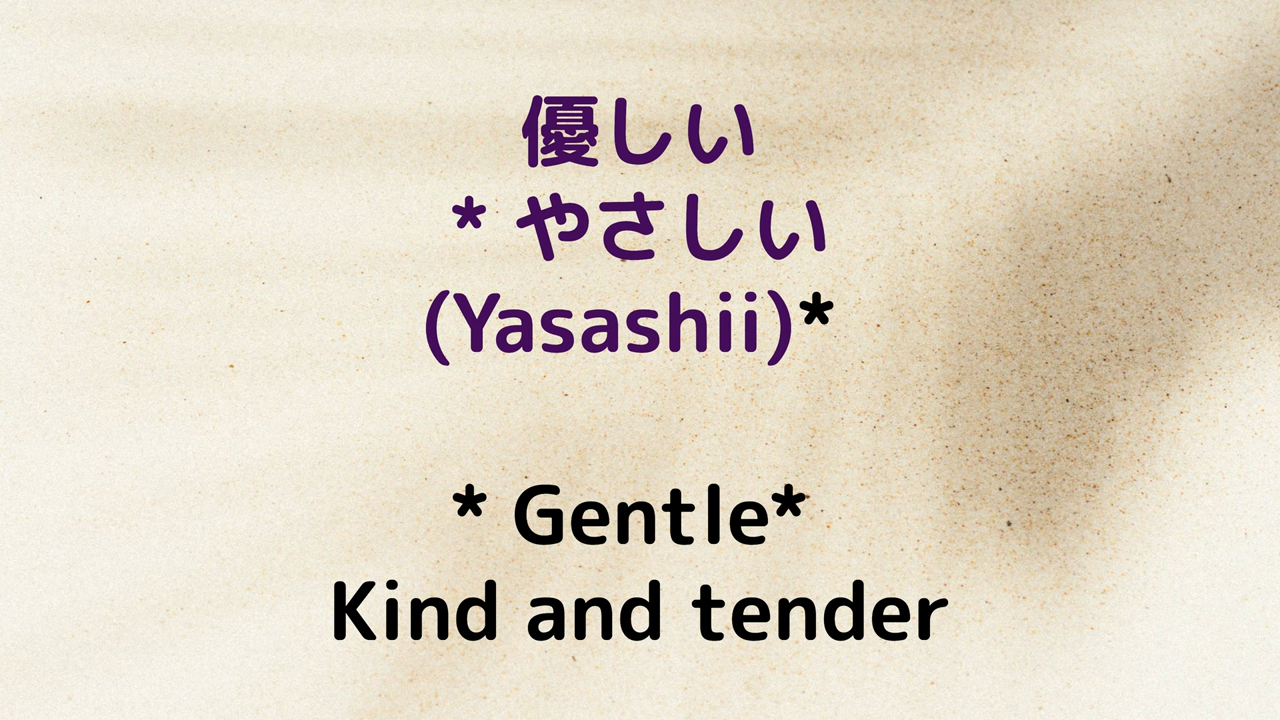 優しい
* やさしい
(Yasashii)*
* Gentle*
Kind and tender